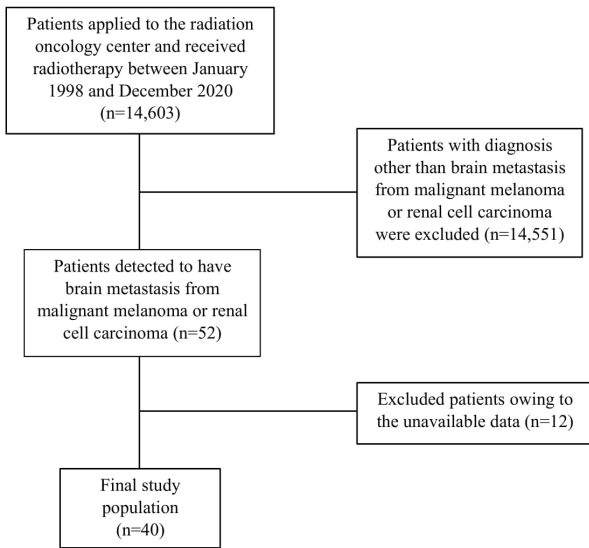 Patients applied to the radiation
oncology center and received
radiotherapy between January
1998 and December 2020
(n=14,603)
Patients with diagnosis
other than brain metastasis
from malignant melanoma
or renal cell carcinoma
were excluded (n=14,551)
Patients detected to have
brain metastasis from
malignant melanoma or renal
cell carcinoma (n=52)
Excluded patients owing to
the unavailable data (n=12)
Final study
population
(n=40)